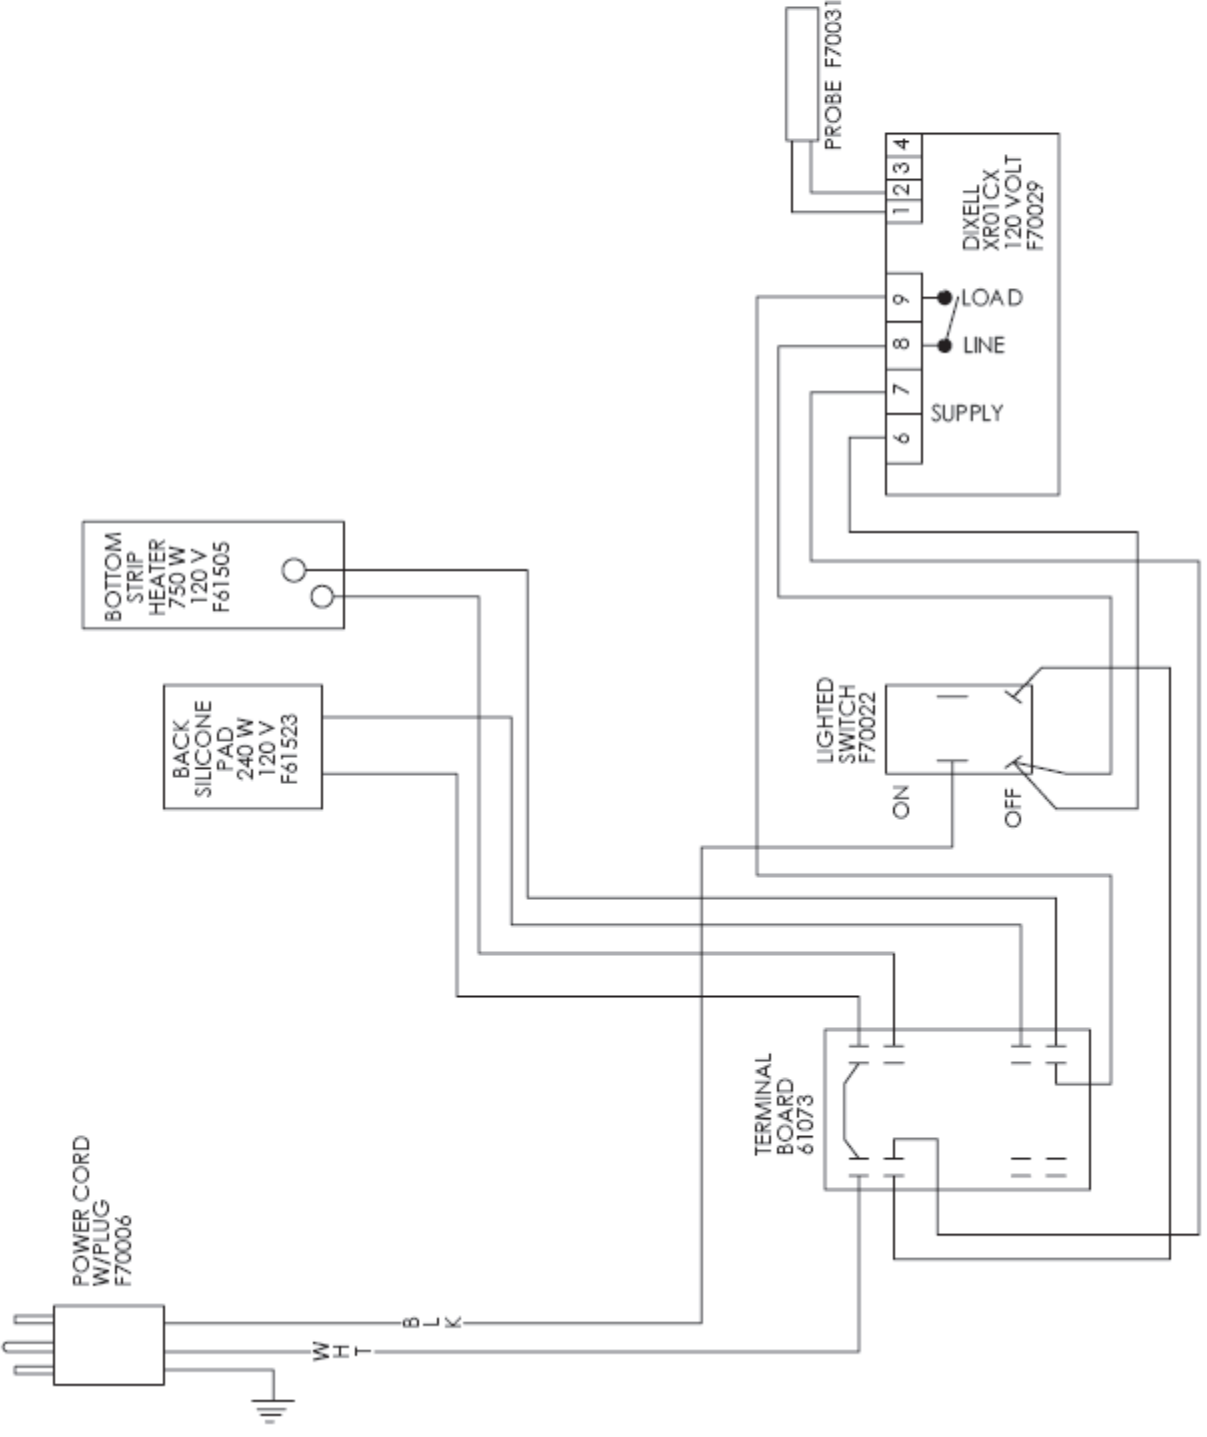 PROBE F70031
4
3
2
1
DIXELL
XR01CX
120 VOLT
F70029
9
LOAD
8
LINE
7
SUPPLY
6
BOTTOM
STRIP
HEATER
750 W
120 V
F61505
BACK
SILICONE
PAD
240 W
120 V
F61523
LIGHTED
SWITCH
F70022
ON
OFF
TERMINAL
BOARD
61073
POWER CORD
W/PLUG
F70006
BLK
WHT